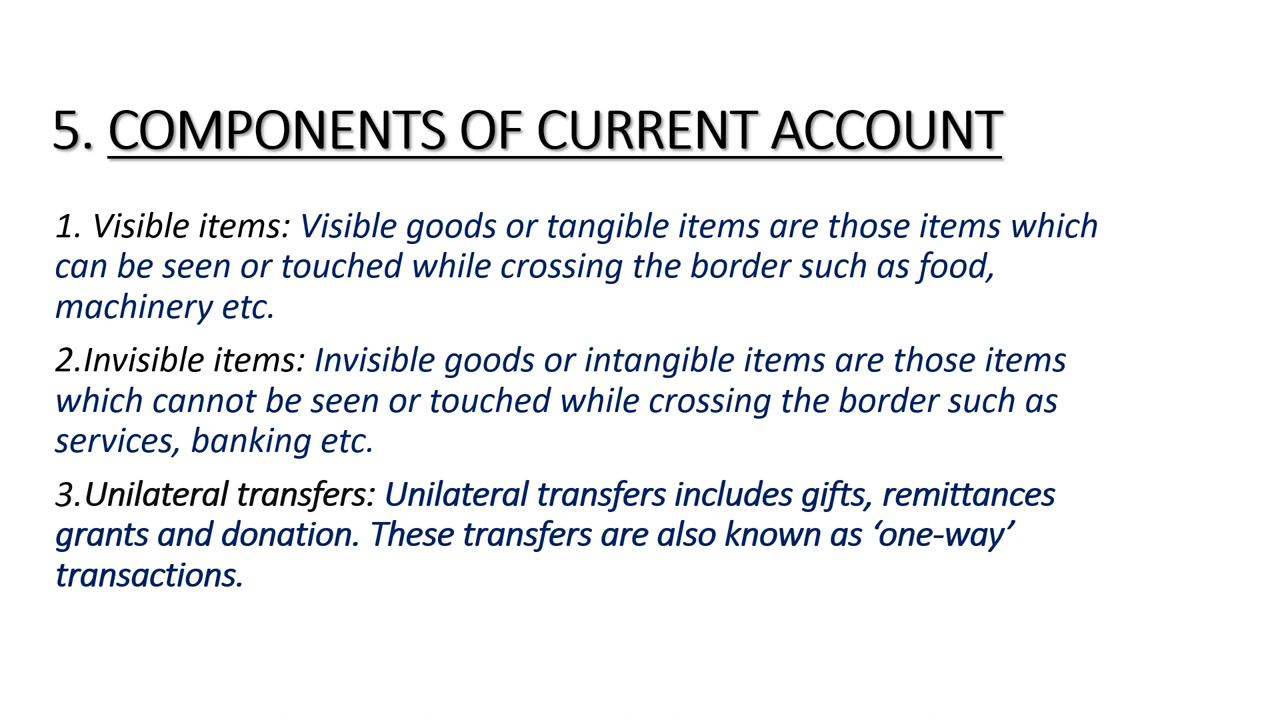 5. COMPONENTS OF CURRENT ACCOUNT
1. Visible items: Visible goods or tangible items are those items which
can be seen or touched while crossing the border such as food,
machinery etc.
2.Invisible items: Invisible goods or intangible items are those items
which cannot be seen or touched while crossing the border such as
services, banking etc.
3.Unilateral transfers: Unilateral transfers includes gifts, remittances
grants and donation. These transfers are also known as ‘one-way’
transactions.